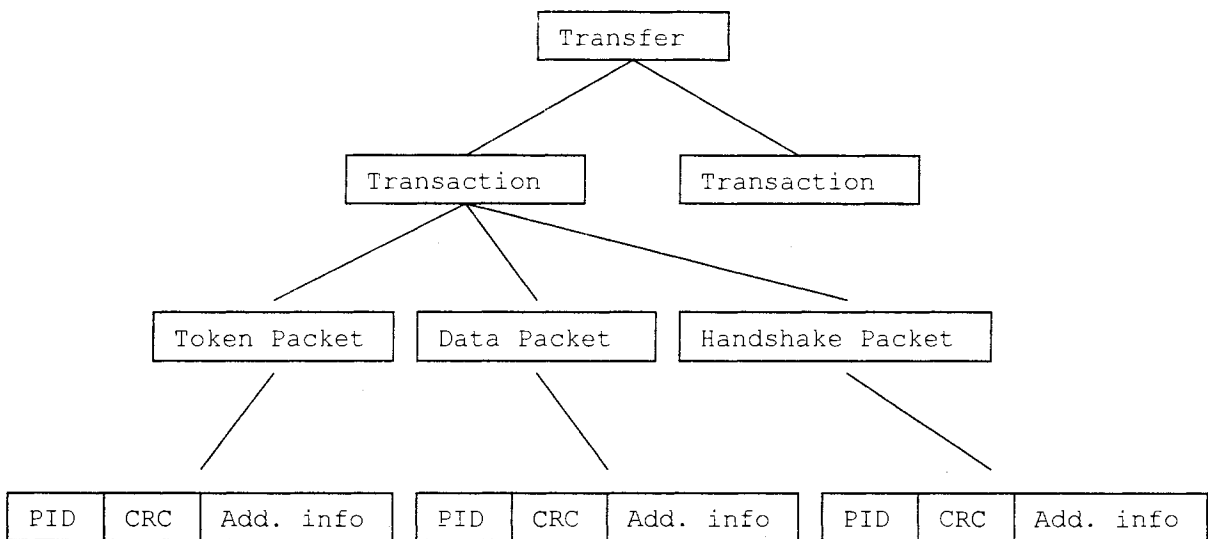 Transfer
Transaction Transaction
Token Packet Data Packet Handshake Packet
PID CRC Add. info PID CRC Add. info PID CRC Add. info